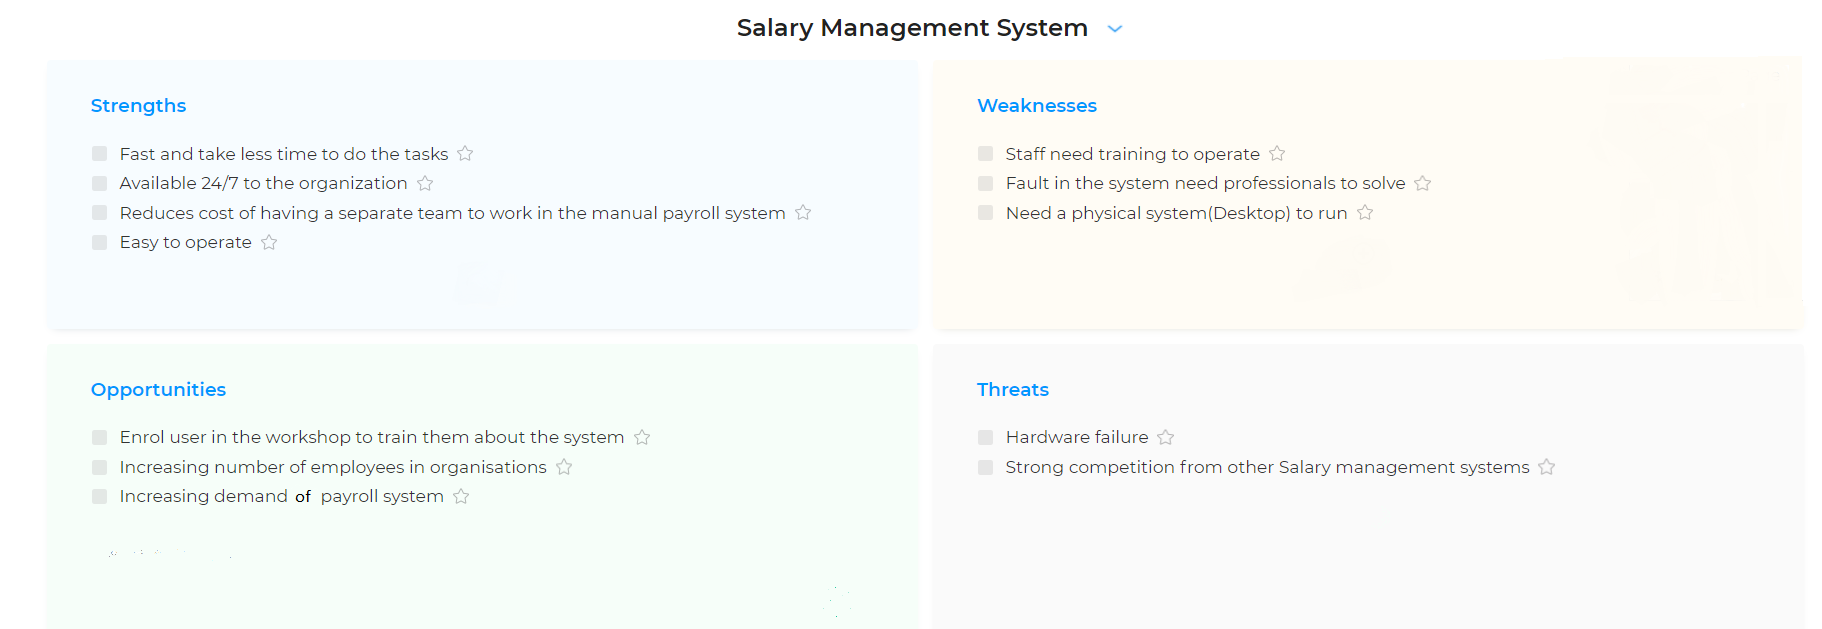 Salary Management System
Strengths
Fast and take less time to do the tasks
Available 24/7 to the organization
Reduces cost of having a separate team to work in the manual payroll system
Easy to operate
Weaknesses
Staff need training to operate
Fault in the system need professionals to solve
Need a physical system(Desktop) to run
Opportunities
Enrol user in the workshop to train them about the system
Increasing number of employees in organisations
Increasing demand of payroll system
Threats
Hardware failure
Strong competition from other Salary management systems